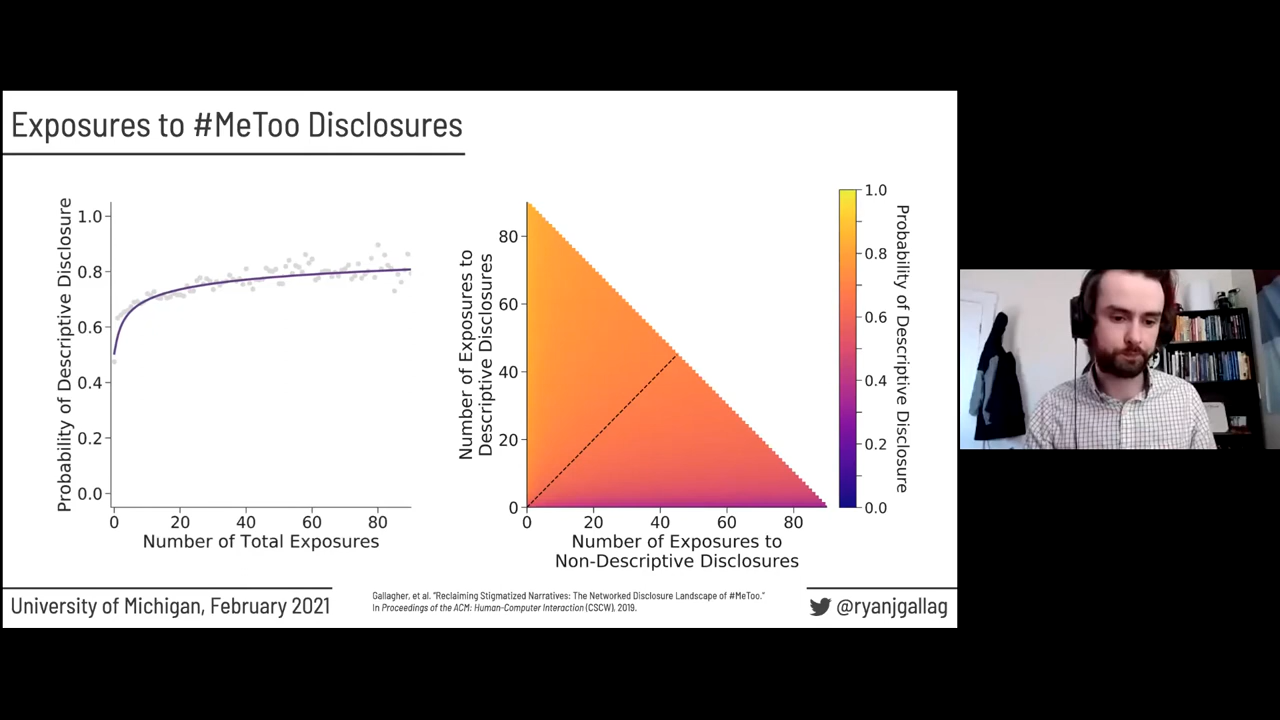 Exposures to #MeToo Disclosures
Probability of Descriptive Disclosure
1.0
0.8
0.6
0.4
0.2
0.0
0
20
40
60
80
Number of Total Exposures
Number of Exposures to
Descriptive Disclosures
80
60
40
20
0
0
20
40
60
80
Number of Exposures to
Non-Descriptive Disclosures
1.0
0.8
0.6
0.4
0.2
0.0
Probability of Descriptive Disclosure
University of Michigan, February 2021
Gallagher, et al. "Reclaiming Stigmatized Narratives: The Networked Disclosure Landscape of #MeToo."
In Proceedings of the ACM: Human-Computer Interaction (CSCW), 2019.
@ryanjgallag